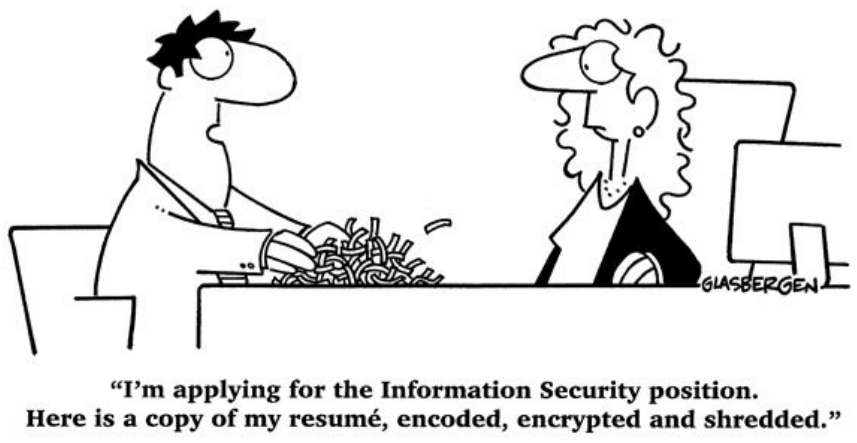 GLASBERGEN
“I’m applying for the Information Security position.
Here is a copy of my resumé, encoded, encrypted and shredded.”